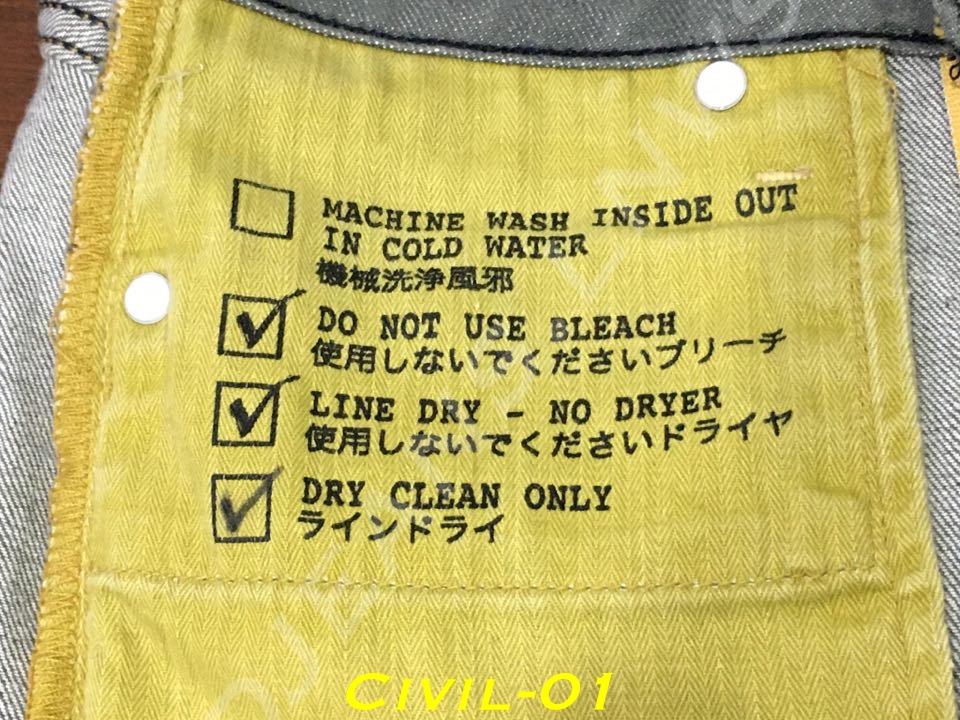 MACHINE WASH INSIDE OUT
IN COLD WATER
機械洗浄風邪
DO NOT USE BLEACH
使用しないでくださいブリーチ
LINE DRY - NO DRYER
使用しないでくださいドライヤ
DRY CLEAN ONLY
ラインドライ
CIVIL-01